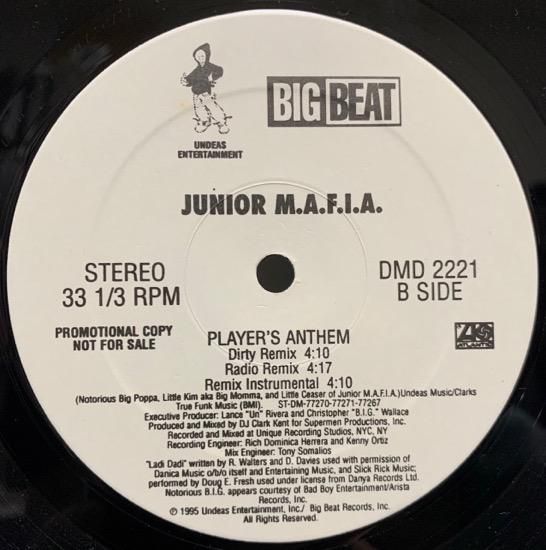 UNDEAS
ENTERTAINMENT
BIG BEAT
JUNIOR M.A.F.I.A.
STEREO
33 1/3 RPM
DMD 2221
B SIDE
PROMOTIONAL COPY
NOT FOR SALE
ATLANTIC
PLAYER'S ANTHEM
Dirty Remix 4:10
Radio Remix 4:17
Remix Instrumental 4:10
(Notorious Big Poppa, Little Kim aka Big Momma, and Little Ceaser of Junior M.A.F.I.A.)Undeas Music/Clarks
True Funk Music (BMI). ST-DM-77270-77271-77267
Executive Producer: Lance "Un" Rivera and Christopher "B.I.G." Wallace
Produced and Mixed by DJ Clark Kent for Supermen Productions, Inc.
Recorded and Mixed at Unique Recording Studios, NYC, NY
Recording Engineer: Rich Dominica Herrera and Kenny Ortiz
Mix Engineer: Tony Somalios
"Ladi Dadi" written by R. Walters and D. Davies used with permission of
Danica Music o/b/o itself and Entertaining Music, and Slick Rick Music;
performed by Doug E. Fresh used under license from Danya Records Ltd.
Notorious B.I.G. appears courtesy of Bad Boy Entertainment/Arista
Records, Inc.
℗ 1995 Undeas Entertainment, Inc./ Big Beat Records, Inc.
All Rights Reserved.